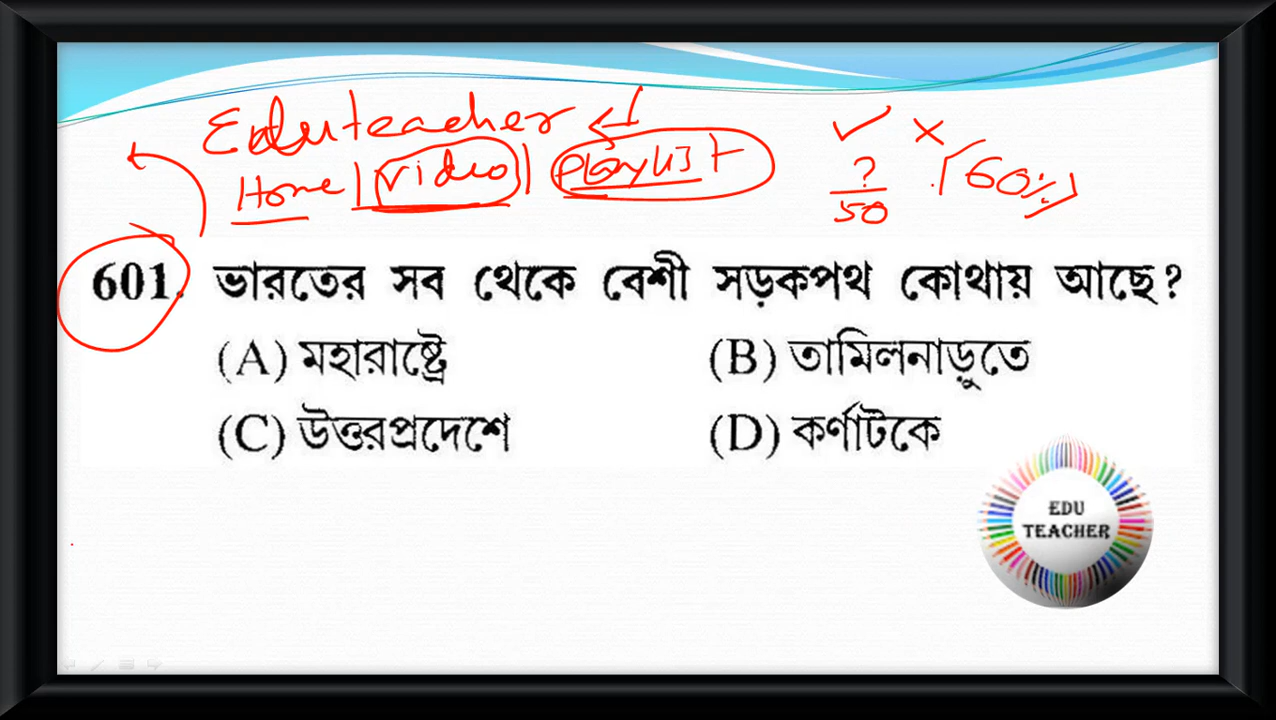 Eduteacher
Home | Video | Playlist
✓ ×
?
50
60%
601. ভারতের সব থেকে বেশী সড়কপথ কোথায় আছে?
(A) মহারাষ্ট্রে (B) তামিলনাড়ুতে
(C) উত্তরপ্রদেশে (D) কর্ণাটকে
EDU
TEACHER